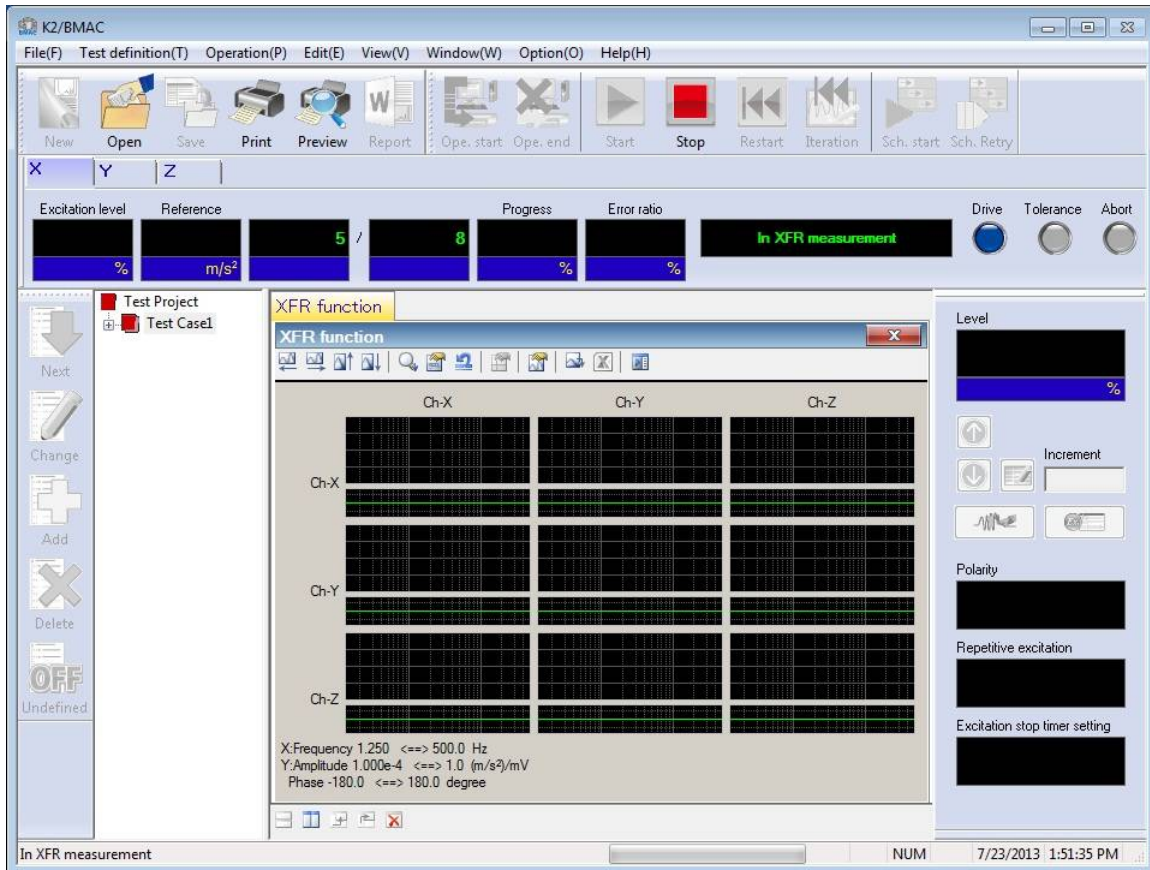 K2/BMAC
File(F) Test definition(T) Operation(P) Edit(E) View(V) Window(W) Option(O) Help(H)
New Open Save Print Preview Report Ope. start Ope. end Start Stop Restart Iteration Sch. start Sch. Retry
X Y Z
Excitation level Reference Progress Error ratio Drive Tolerance Abort
5 / 8 In XFR measurement
% m/s² % %
Test Project
Test Case1
Next
Change
Add
Delete
OFF
Undefined
XFR function
XFR function
Ch-X Ch-Y Ch-Z
Ch-X
Ch-Y
Ch-Z
X:Frequency 1.250 <==> 500.0 Hz
Y:Amplitude 1.000e-4 <==> 1.0 (m/s²)/mV
Phase -180.0 <==> 180.0 degree
Level
%
Increment
Polarity
Repetitive excitation
Excitation stop timer setting
In XFR measurement NUM 7/23/2013 1:51:35 PM